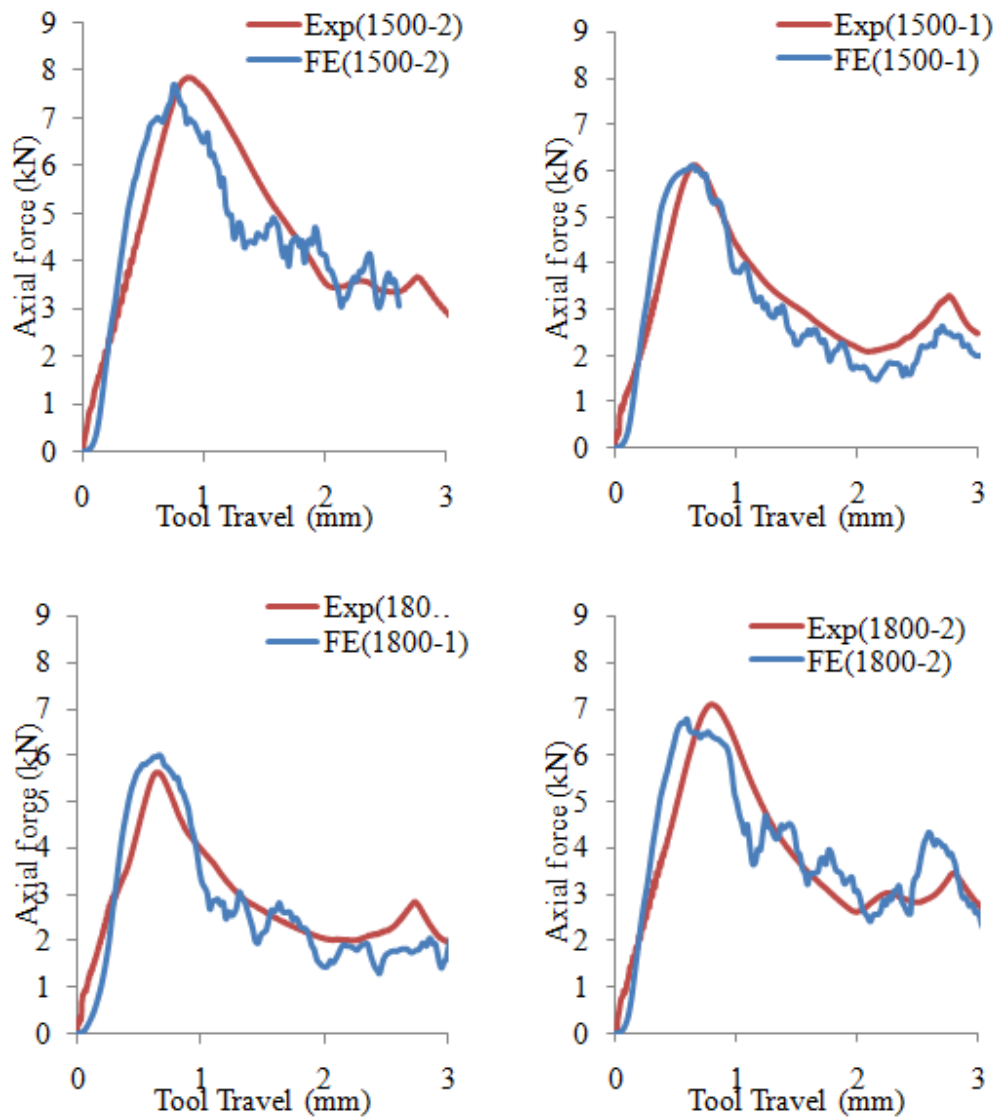 Exp(1500-2)
FE(1500-2)
9
8
7
6
5
4
3
2
1
0
Axial force (kN)
0 1 2 3
Tool Travel (mm)
Exp(1500-1)
FE(1500-1)
9
8
7
6
5
4
3
2
1
0
Axial force (kN)
0 1 2 3
Tool Travel (mm)
Exp(180..
FE(1800-1)
9
8
7
6
5
4
3
2
1
0
Axial force (kN)
0 1 2 3
Tool Travel (mm)
Exp(1800-2)
FE(1800-2)
9
8
7
6
5
4
3
2
1
0
Axial force (kN)
0 1 2 3
Tool Travel (mm)